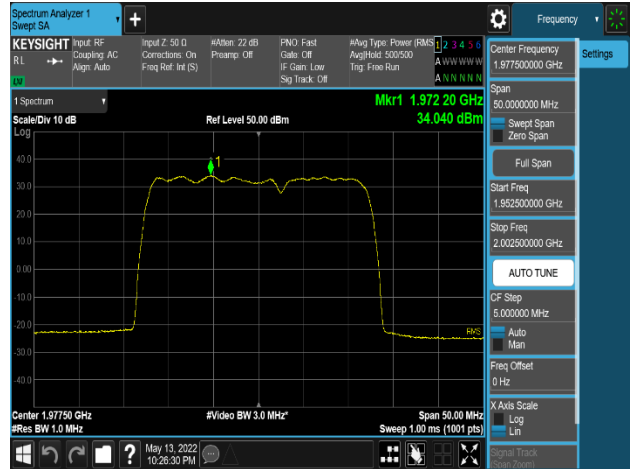 Spectrum Analyzer 1
Swept SA
+
Frequency
KEYSIGHT
RL
LV
Input: RF
Coupling: AC
Align: Auto
Input Z: 50 Ω
Corrections: On
Freq Ref: Int (S)
#Atten: 22 dB
Preamp: Off
PNO: Fast
Gate: Off
IF Gain: Low
Sig Track: Off
#Avg Type: Power (RMS
Avg|Hold: 500/500
Trig: Free Run
1 2 3 4 5 6
A W W W W W
A N N N N N
1 Spectrum
Scale/Div 10 dB
Log
Ref Level 50.00 dBm
Mkr1 1.972 20 GHz
34.040 dBm
40.0
30.0
20.0
10.0
0.00
-10.0
-20.0
-30.0
-40.0
1
RMS
Center 1.97750 GHz
#Res BW 1.0 MHz
#Video BW 3.0 MHz*
Span 50.00 MHz
Sweep 1.00 ms (1001 pts)
Center Frequency
1.977500000 GHz
Settings
Span
50.0000000 MHz
Swept Span
Zero Span
Full Span
Start Freq
1.952500000 GHz
Stop Freq
2.002500000 GHz
AUTO TUNE
CF Step
5.000000 MHz
Auto
Man
Freq Offset
0 Hz
X Axis Scale
Log
Lin
Signal Track
(Span Zoom)
?
May 13, 2022
10:26:30 PM